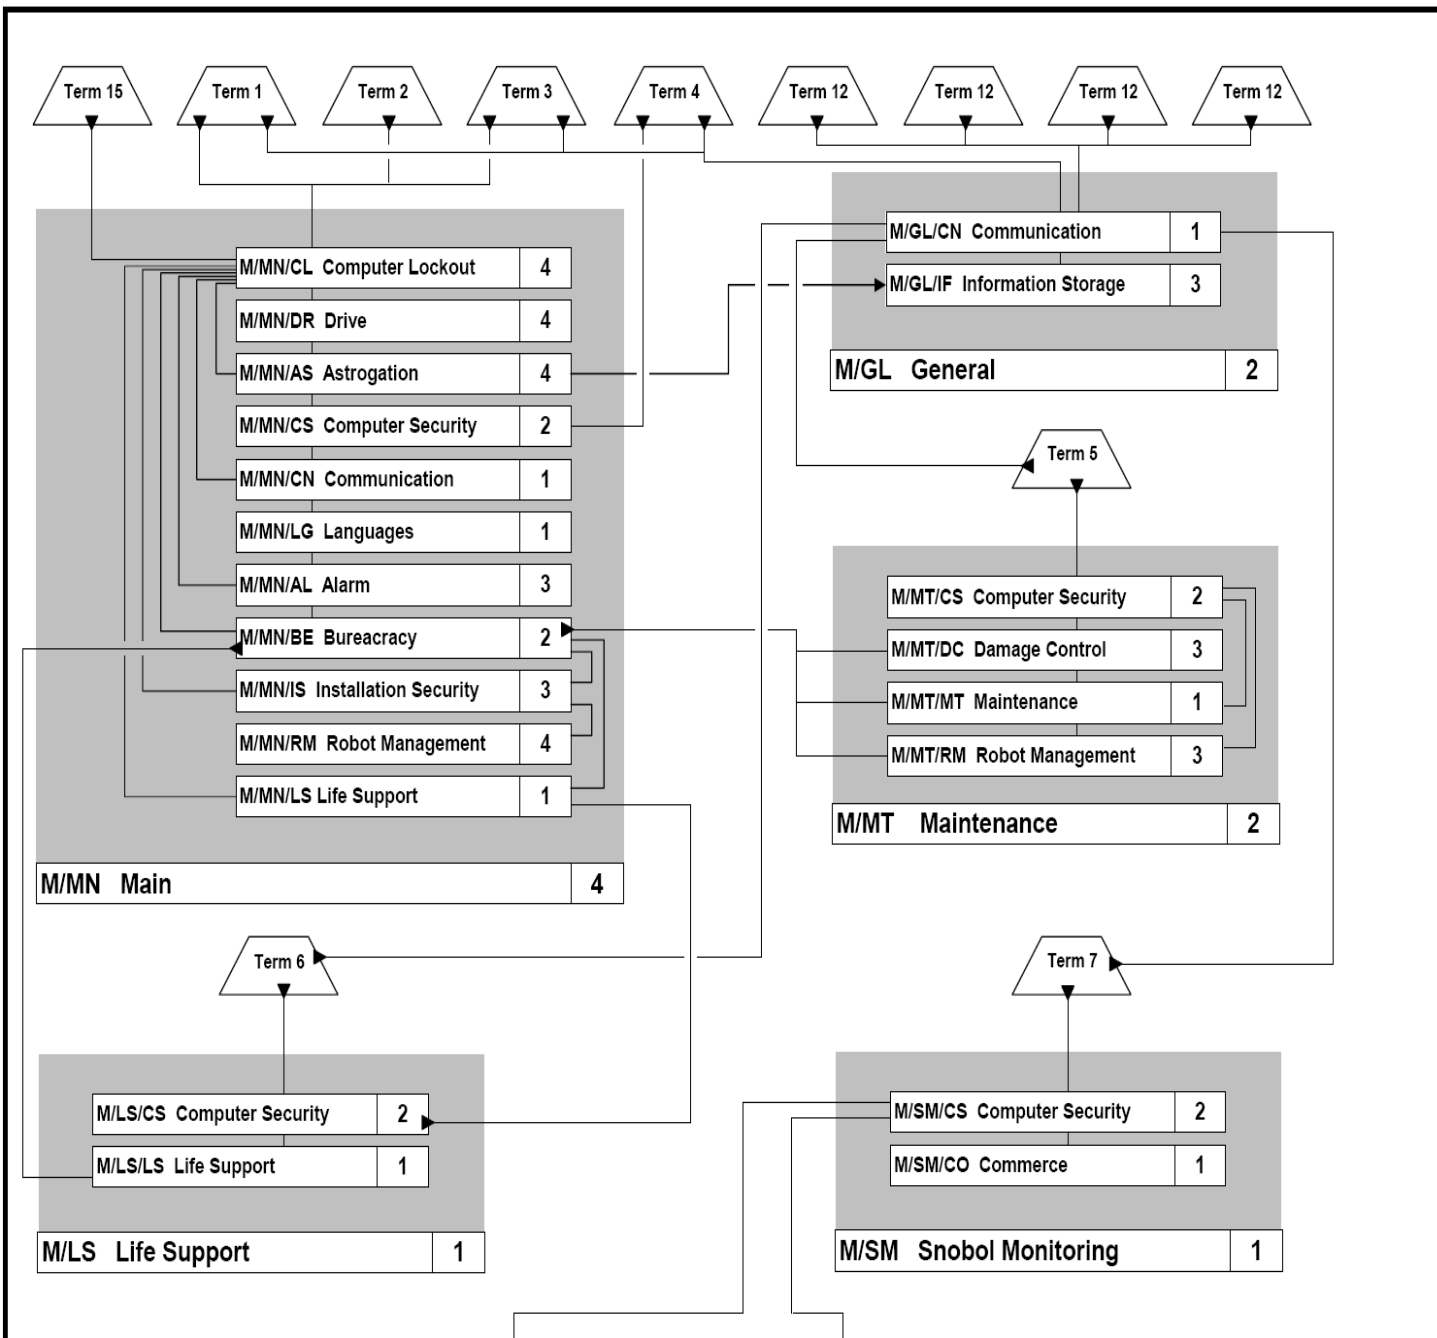 Term 15
Term 1
Term 2
Term 3
Term 4
Term 12
Term 12
Term 12
Term 12
M/MN/CL Computer Lockout 4
M/MN/DR Drive 4
M/MN/AS Astrogation 4
M/MN/CS Computer Security 2
M/MN/CN Communication 1
M/MN/LG Languages 1
M/MN/AL Alarm 3
M/MN/BE Bureacracy 2
M/MN/IS Installation Security 3
M/MN/RM Robot Management 4
M/MN/LS Life Support 1
M/MN Main 4
M/GL/CN Communication 1
M/GL/IF Information Storage 3
M/GL General 2
Term 5
M/MT/CS Computer Security 2
M/MT/DC Damage Control 3
M/MT/MT Maintenance 1
M/MT/RM Robot Management 3
M/MT Maintenance 2
Term 6
M/LS/CS Computer Security 2
M/LS/LS Life Support 1
M/LS Life Support 1
Term 7
M/SM/CS Computer Security 2
M/SM/CO Commerce 1
M/SM Snobol Monitoring 1